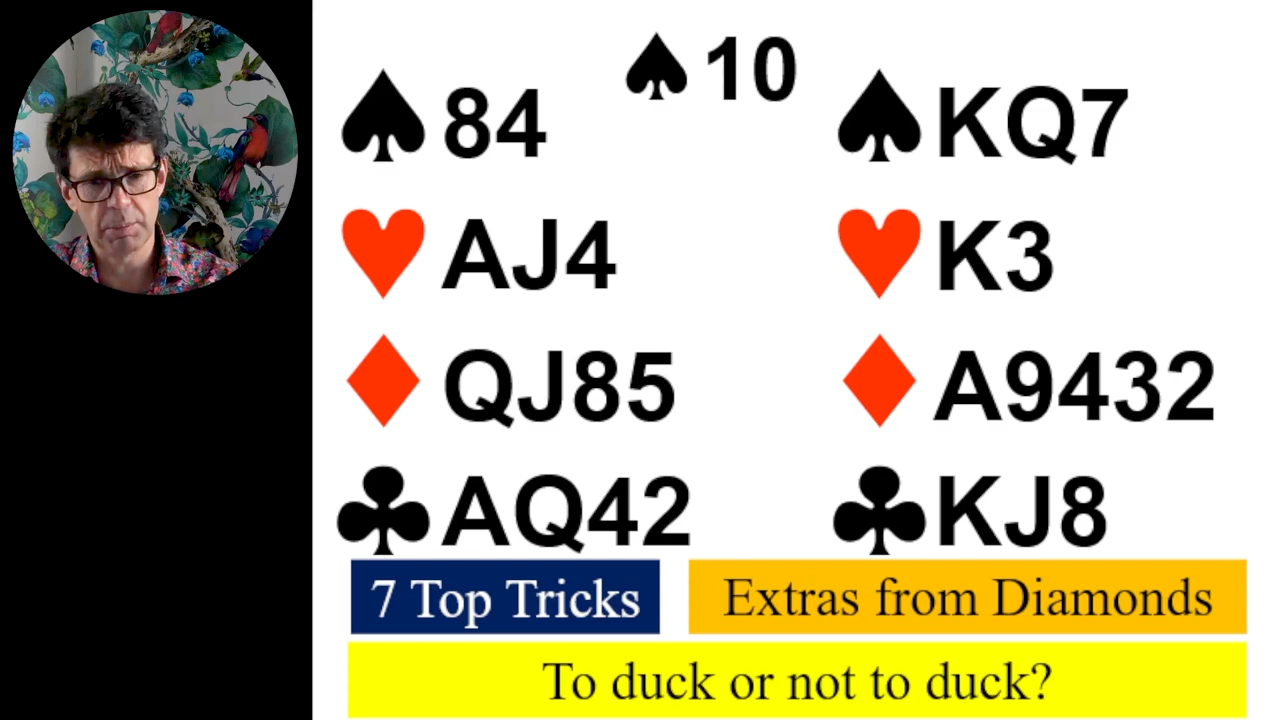 ♠10
♠84 ♠KQ7
♥AJ4 ♥K3
♦QJ85 ♦A9432
♣AQ42 ♣KJ8
7 Top Tricks Extras from Diamonds
To duck or not to duck?